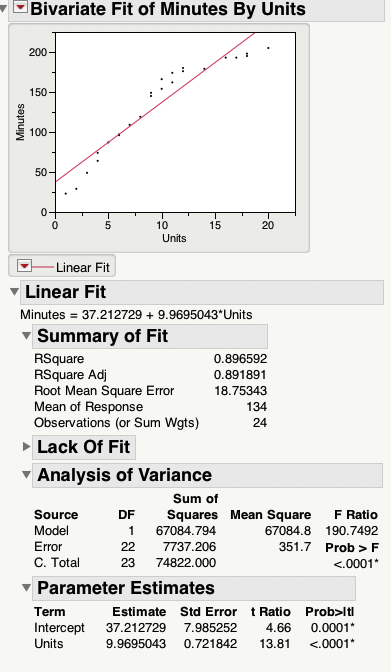 Bivariate Fit of Minutes By Units
200
150
100
50
0
Minutes
0 5 10 15 20
Units
Linear Fit
Linear Fit
Minutes = 37.212729 + 9.9695043*Units
Summary of Fit
RSquare 0.896592
RSquare Adj 0.891891
Root Mean Square Error 18.75343
Mean of Response 134
Observations (or Sum Wgts) 24
Lack Of Fit
Analysis of Variance
Sum of
Source DF Squares Mean Square F Ratio
Model 1 67084.794 67084.8 190.7492
Error 22 7737.206 351.7 Prob > F
C. Total 23 74822.000 <.0001*
Parameter Estimates
Term Estimate Std Error t Ratio Prob>|t|
Intercept 37.212729 7.985252 4.66 0.0001*
Units 9.9695043 0.721842 13.81 <.0001*